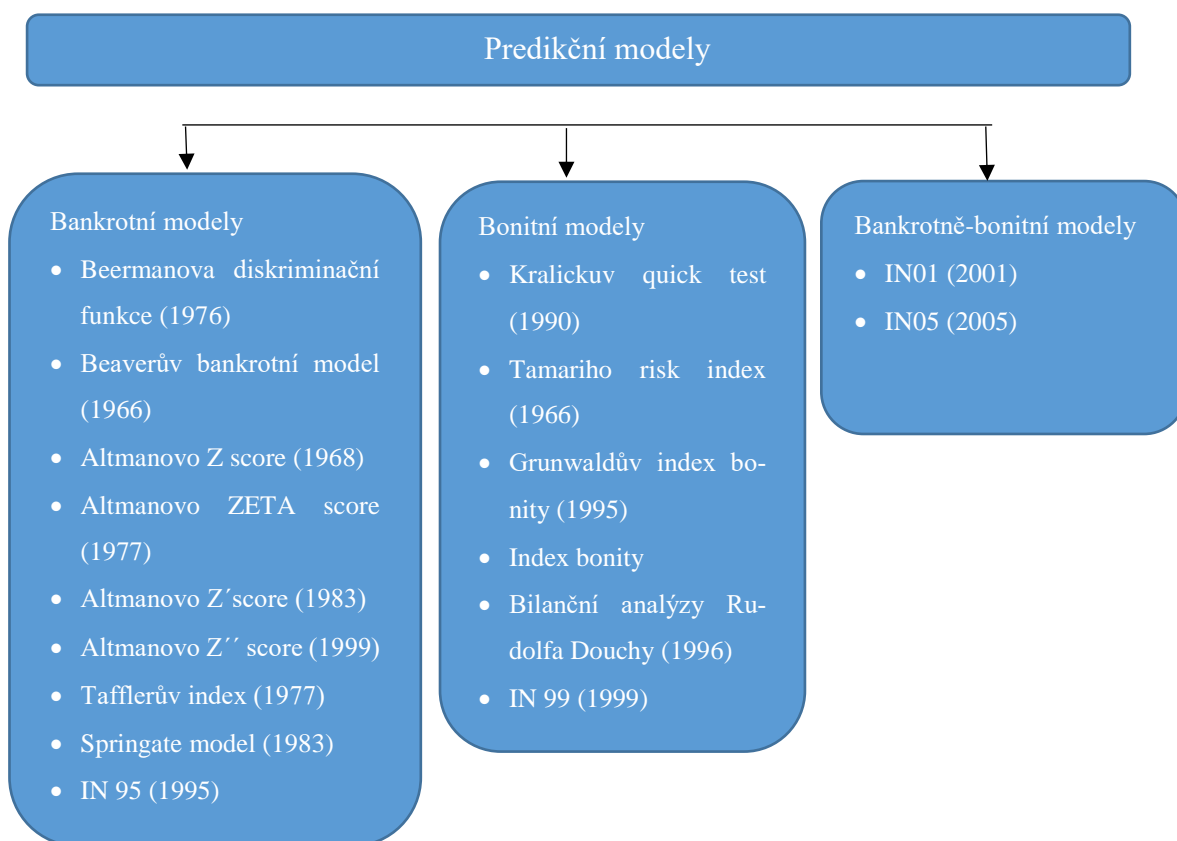 Predikční modely
Bankrotní modely
• Beermanova diskriminační
funkce (1976)
• Beaverův bankrotní model
(1966)
• Altmanovo Z score (1968)
• Altmanovo ZETA score
(1977)
• Altmanovo Z´score (1983)
• Altmanovo Z´´ score (1999)
• Tafflerův index (1977)
• Springate model (1983)
• IN 95 (1995)
Bonitní modely
• Kralickuv quick test
(1990)
• Tamariho risk index
(1966)
• Grunwaldův index bo-
nity (1995)
• Index bonity
• Bilanční analýzy Ru-
dolfa Douchy (1996)
• IN 99 (1999)
Bankrotně-bonitní modely
• IN01 (2001)
• IN05 (2005)